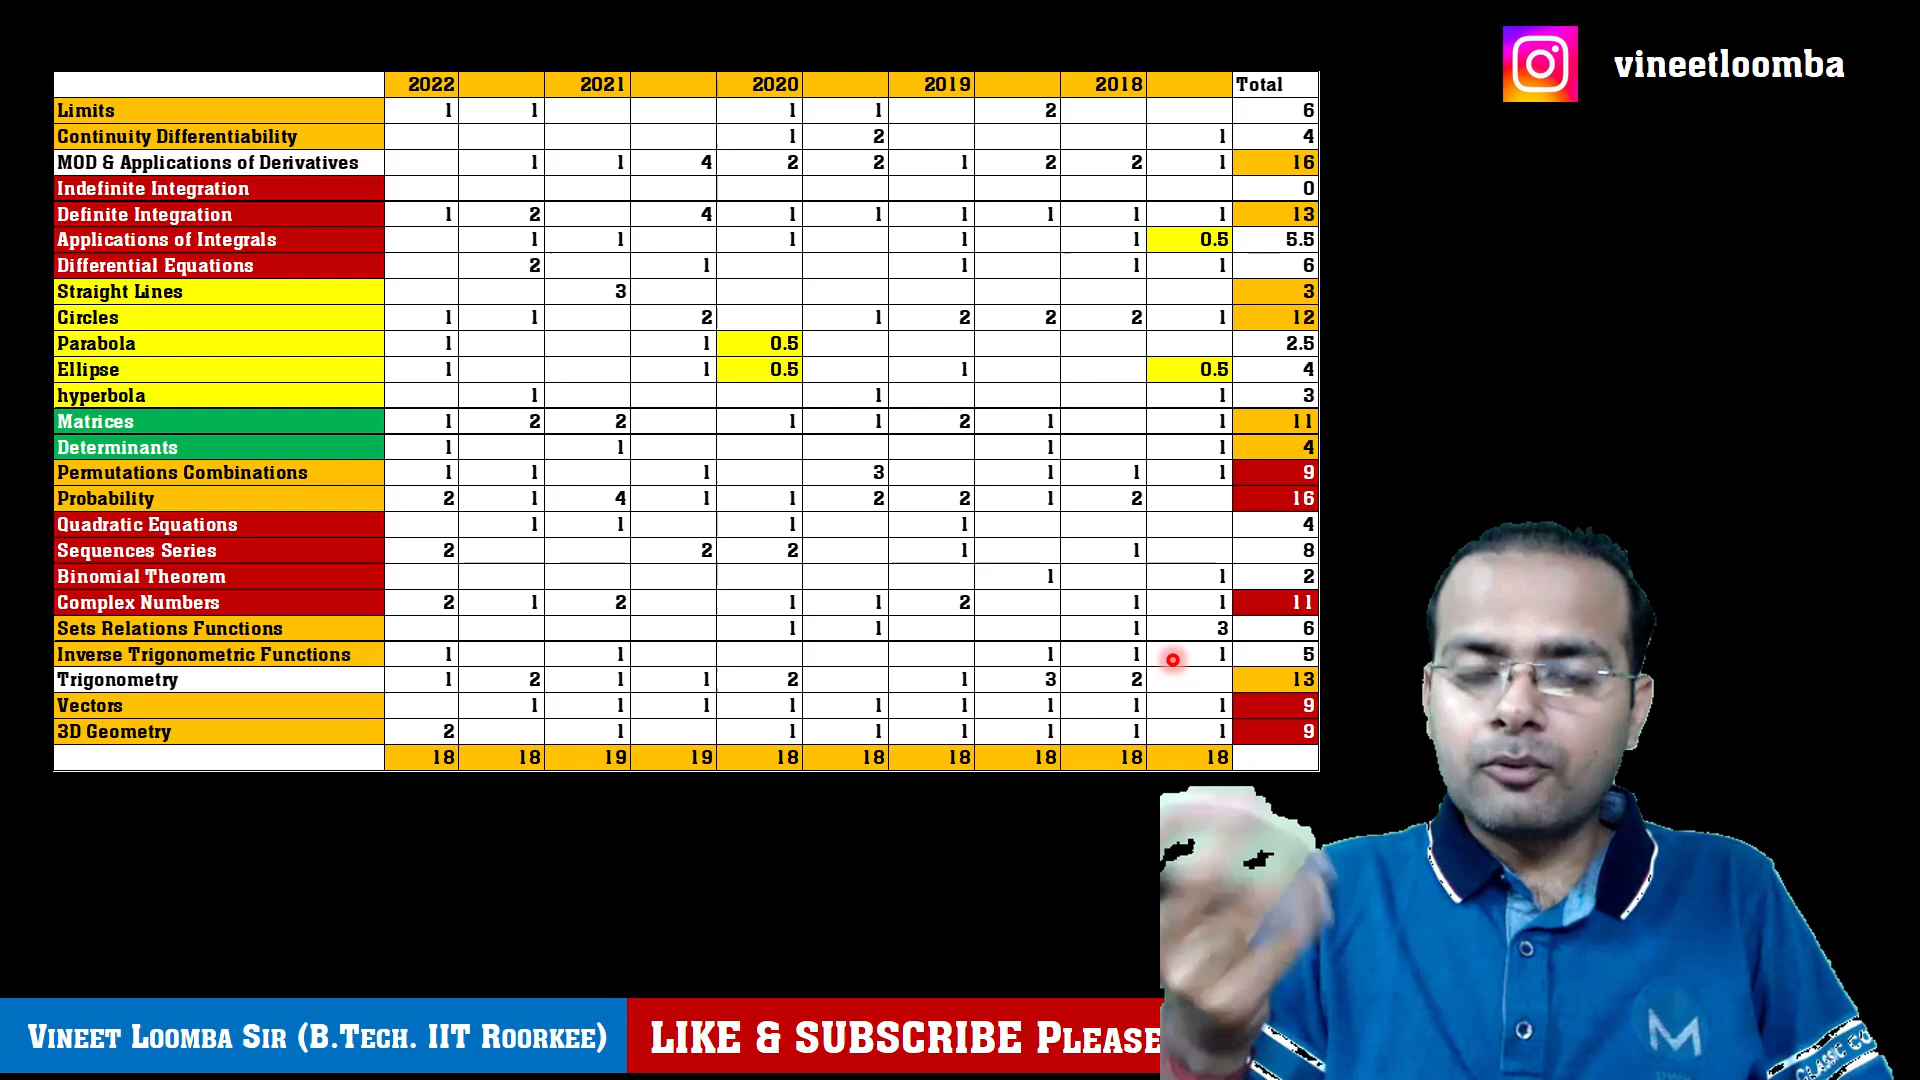 vineetloomba
2022 2021 2020 2019 2018 Total
Limits 1 1 1 1 2 6
Continuity Differentiability 1 2 1 4
MOD & Applications of Derivatives 1 1 4 2 2 1 2 2 1 16
Indefinite Integration 0
Definite Integration 1 2 4 1 1 1 1 1 1 13
Applications of Integrals 1 1 1 1 1 0.5 5.5
Differential Equations 2 1 1 1 1 6
Straight Lines 3 3
Circles 1 1 2 1 2 2 2 1 12
Parabola 1 1 0.5 2.5
Ellipse 1 1 0.5 1 0.5 4
hyperbola 1 1 1 3
Matrices 1 2 2 1 1 2 1 1 11
Determinants 1 1 1 1 4
Permutations Combinations 1 1 1 3 1 1 1 9
Probability 2 1 4 1 1 2 2 1 2 16
Quadratic Equations 1 1 1 1 4
Sequences Series 2 2 2 1 1 8
Binomial Theorem 1 1 2
Complex Numbers 2 1 2 1 1 2 1 1 11
Sets Relations Functions 1 1 1 3 6
Inverse Trigonometric Functions 1 1 1 1 1 5
Trigonometry 1 2 1 1 2 1 3 2 13
Vectors 1 1 1 1 1 1 1 1 1 9
3D Geometry 2 1 1 1 1 1 1 1 9
18 18 19 19 18 18 18 18 18 18
VINEET LOOMBA SIR (B.TECH. IIT ROORKEE)
LIKE & SUBSCRIBE PLEASE